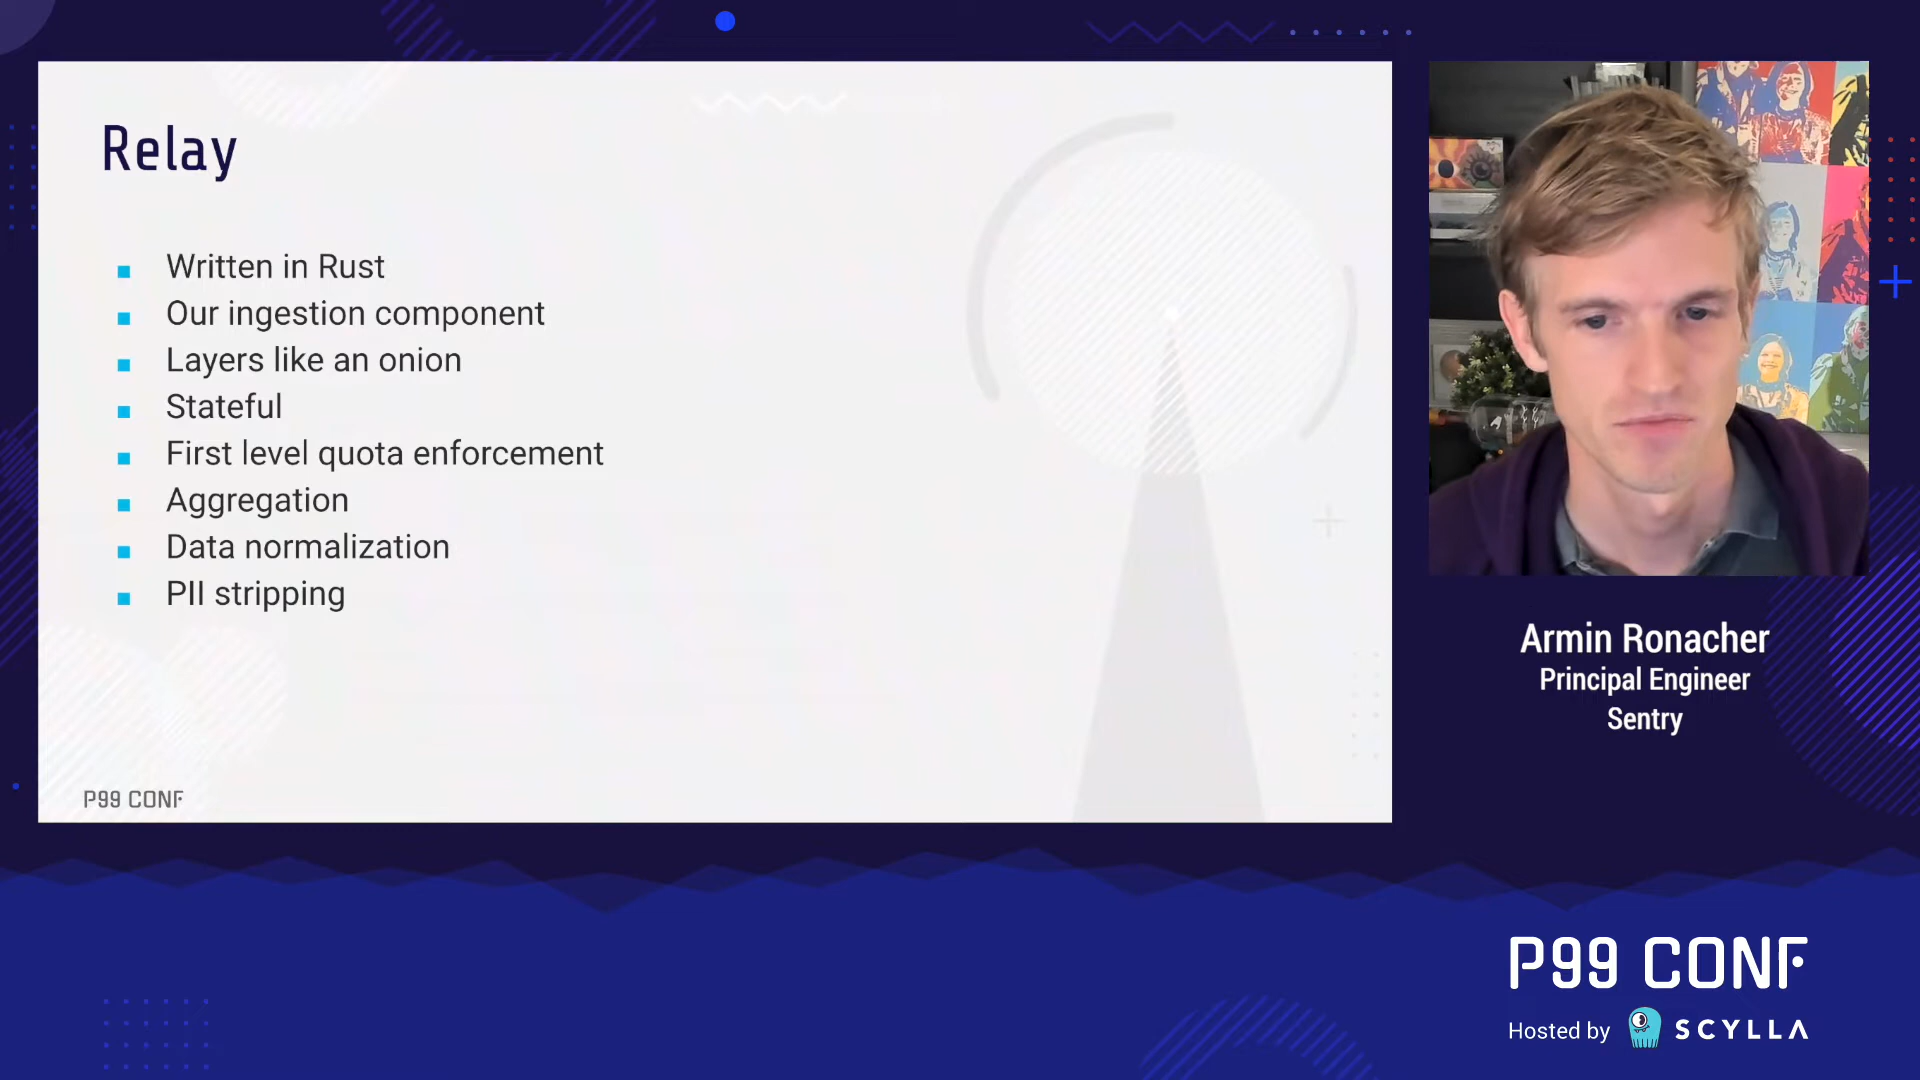 Relay
Written in Rust
Our ingestion component
Layers like an onion
Stateful
First level quota enforcement
Aggregation
Data normalization
PII stripping
P99 CONF
Armin Ronacher
Principal Engineer
Sentry
P99 CONF
Hosted by SCYLLA